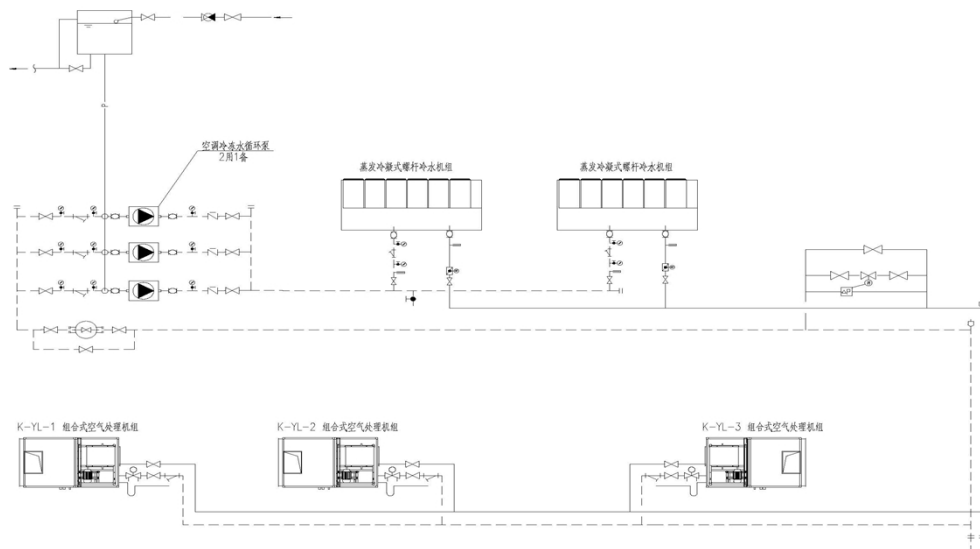 空调冷冻水循环泵
2用1备
蒸发冷凝式螺杆冷水机组
蒸发冷凝式螺杆冷水机组
ΔP
K-YL-1 组合式空气处理机组
K-YL-2 组合式空气处理机组
K-YL-3 组合式空气处理机组